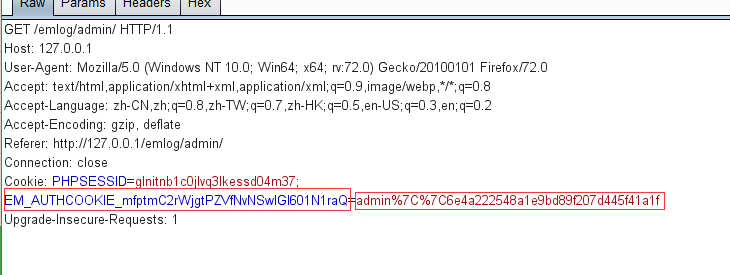 Raw Params Headers Hex
GET /emlog/admin/ HTTP/1.1
Host: 127.0.0.1
User-Agent: Mozilla/5.0 (Windows NT 10.0; Win64; x64; rv:72.0) Gecko/20100101 Firefox/72.0
Accept: text/html,application/xhtml+xml,application/xml;q=0.9,image/webp,*/*;q=0.8
Accept-Language: zh-CN,zh;q=0.8,zh-TW;q=0.7,zh-HK;q=0.5,en-US;q=0.3,en;q=0.2
Accept-Encoding: gzip, deflate
Referer: http://127.0.0.1/emlog/admin/
Connection: close
Cookie: PHPSESSID=glnitnb1c0jlvq3lkessd04m37;
EM_AUTHCOOKIE_mfptmC2rWjgtPZVfNvNSwlGl601N1raQ=admin%7C%7C6e4a222548a1e9bd89f207d445f41a1f
Upgrade-Insecure-Requests: 1